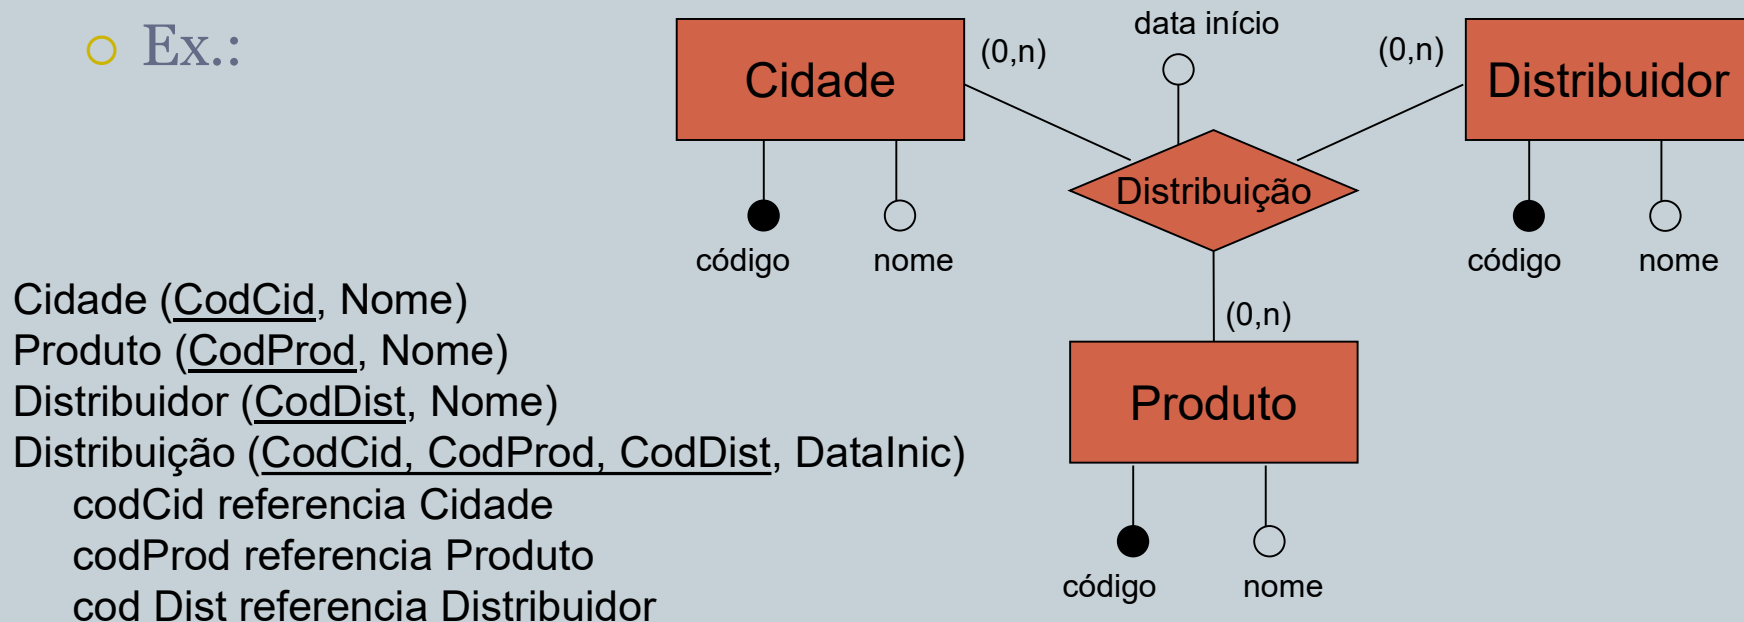 Ex.:
data início
(0,n)
(0,n)
Cidade
Distribuidor
Distribuição
código
nome
código
nome
(0,n)
Produto
código
nome
Cidade (CodCid, Nome)
Produto (CodProd, Nome)
Distribuidor (CodDist, Nome)
Distribuição (CodCid, CodProd, CodDist, DataInic)
codCid referencia Cidade
codProd referencia Produto
cod Dist referencia Distribuidor